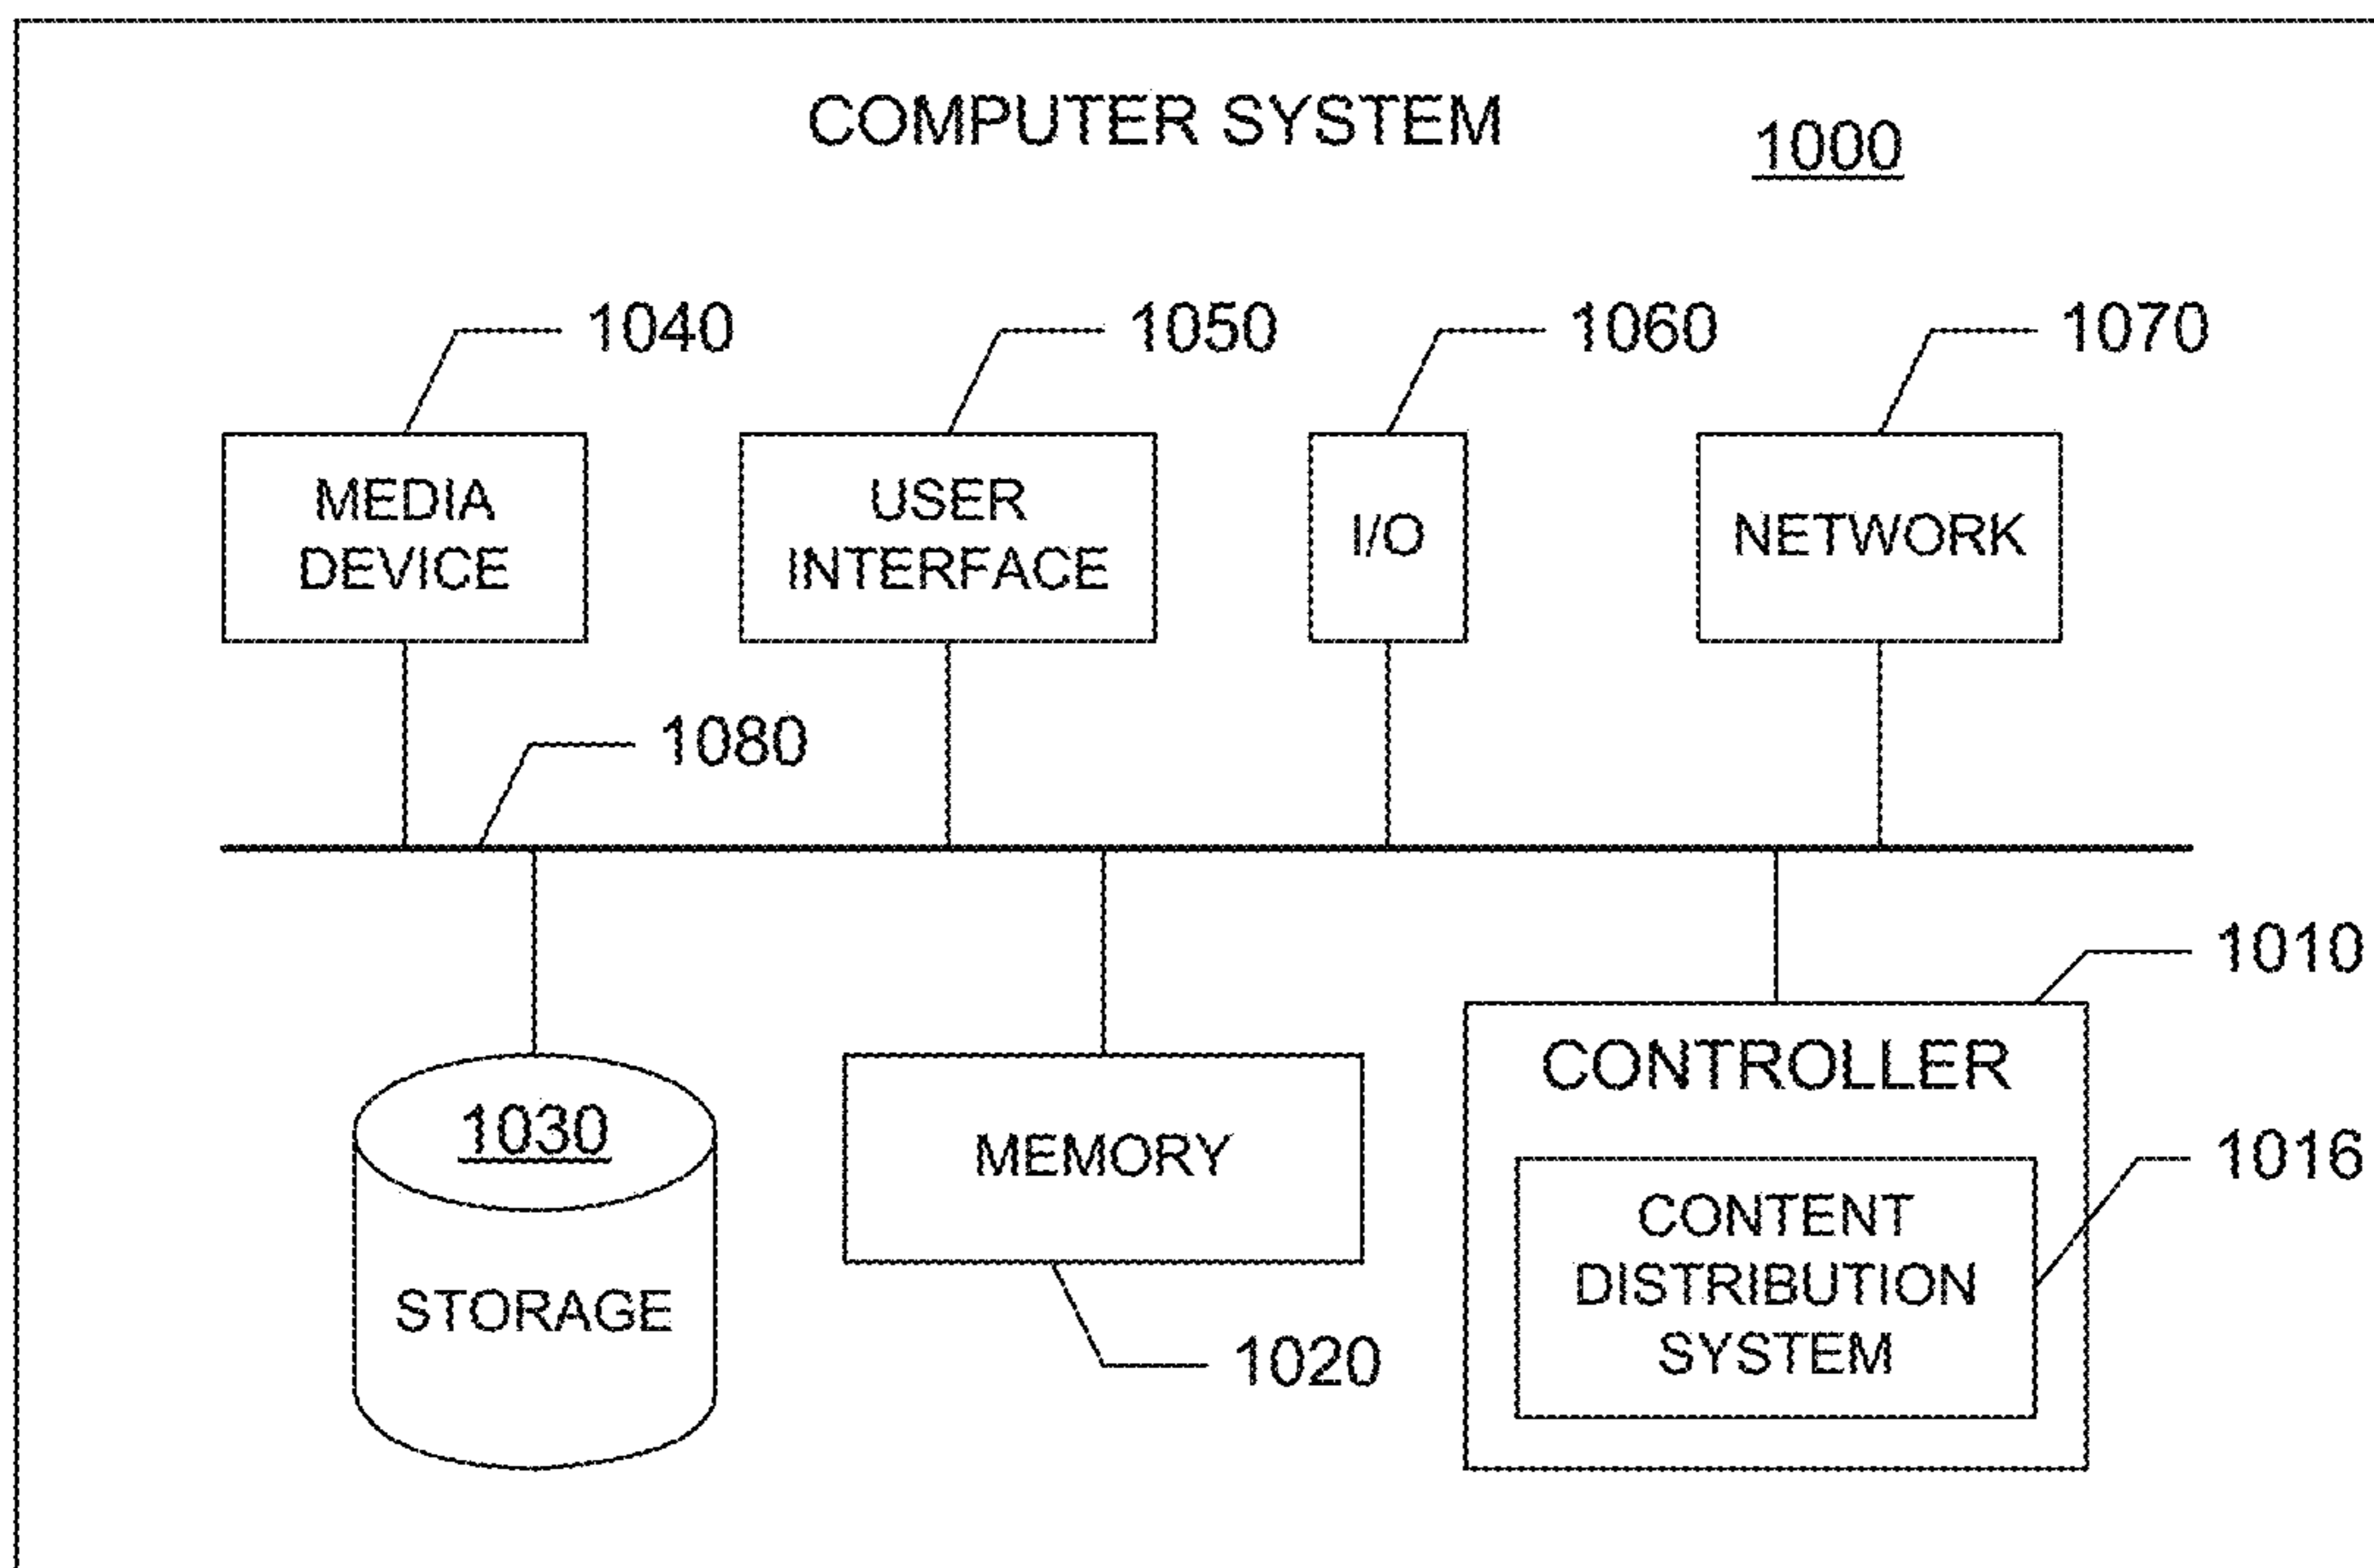 COMPUTER SYSTEM
1000
1040
1050
1060
1070
MEDIA
DEVICE
USER
INTERFACE
I/O
NETWORK
1080
1010
CONTROLLER
1030
STORAGE
MEMORY
1020
1016
CONTENT
DISTRIBUTION
SYSTEM